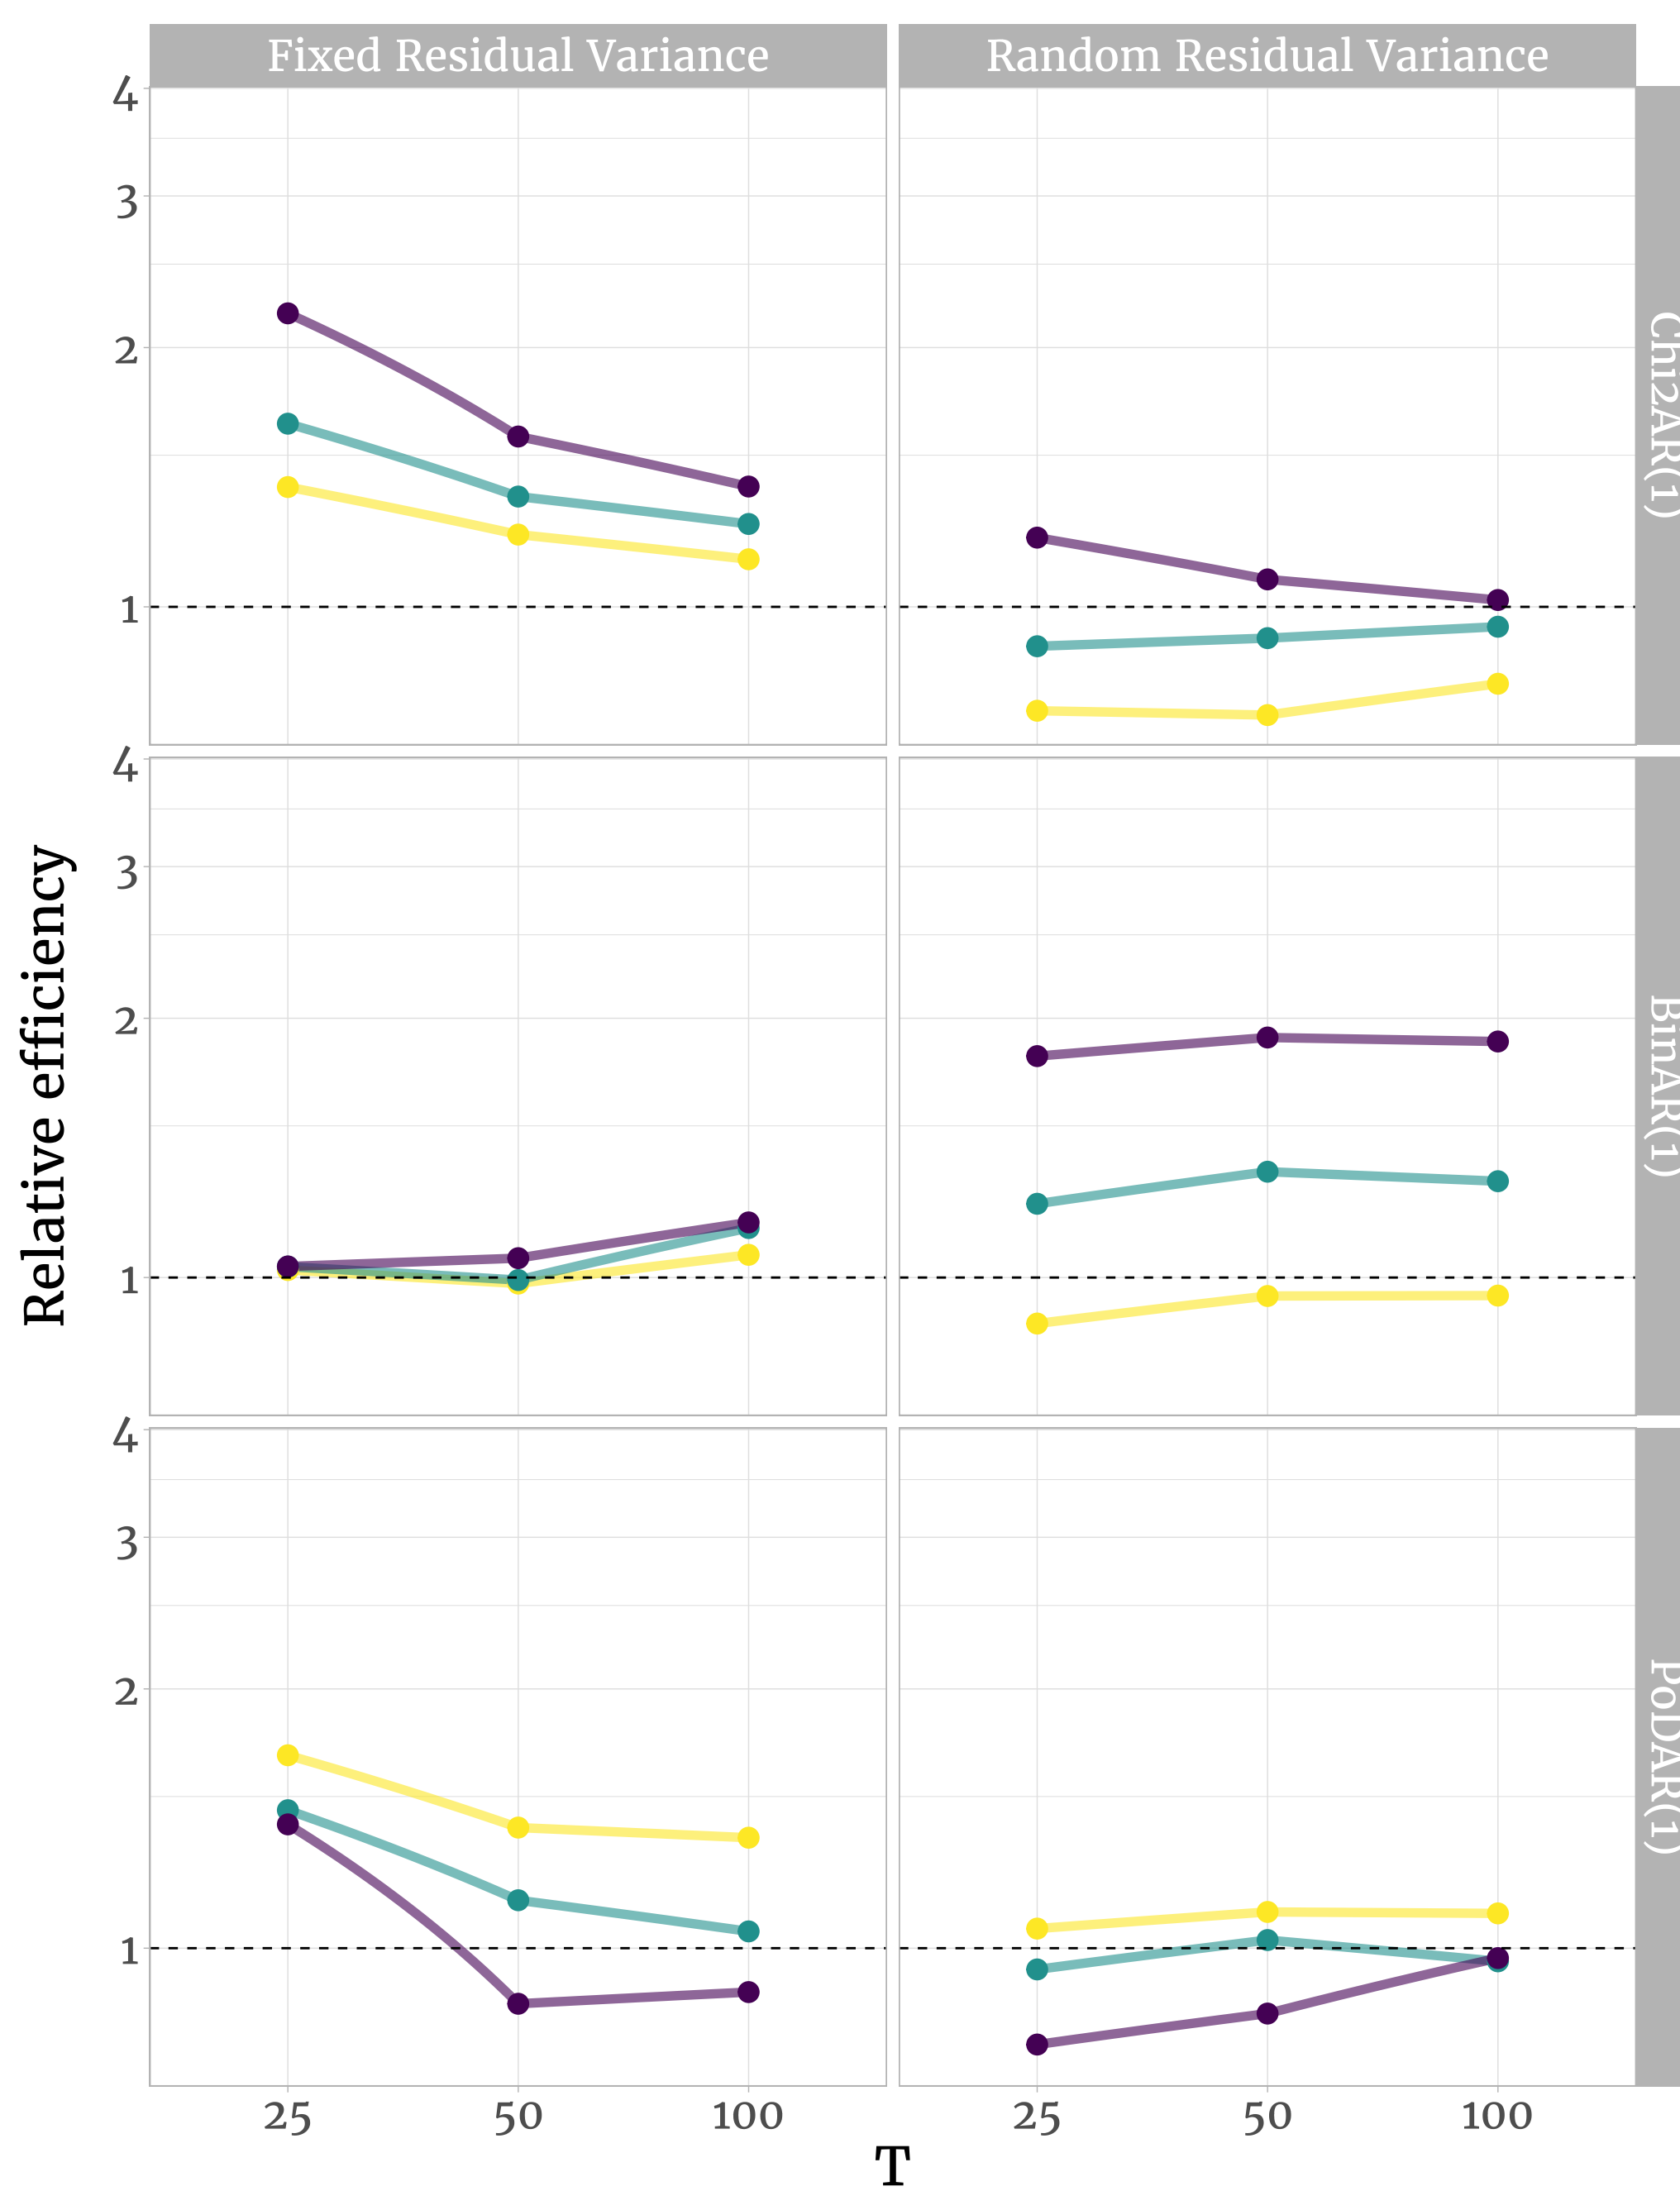 Fixed Residual Variance
Random Residual Variance
4
3
2
1
Chi2AR(1)
4
3
2
1
BinAR(1)
4
3
2
1
PoDAR(1)
Relative efficiency
25 50 100
25 50 100
T